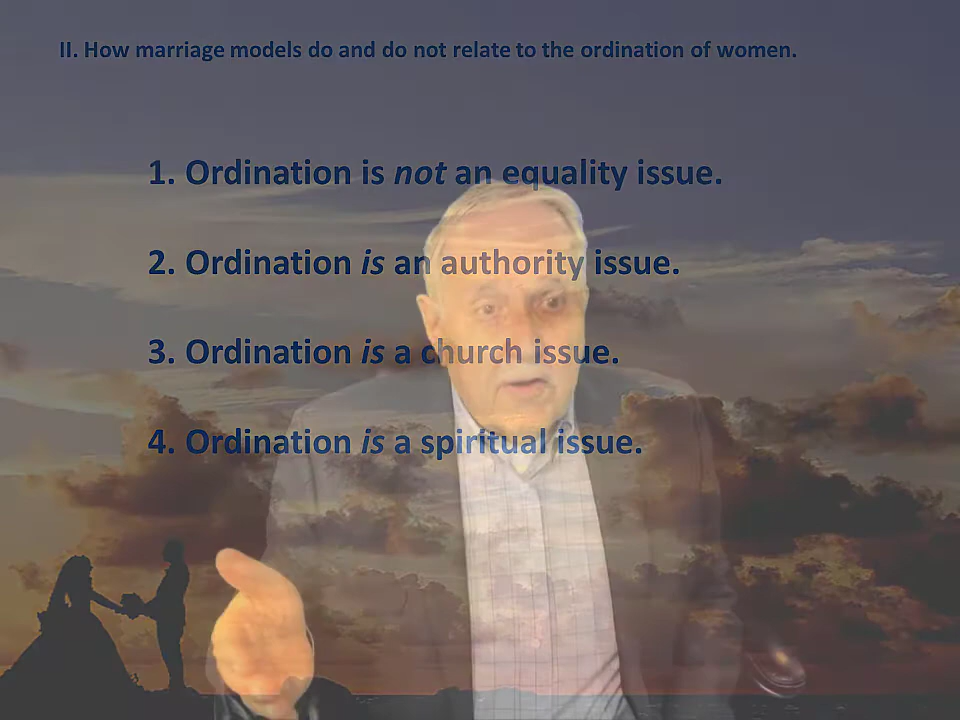 II. How marriage models do and do not relate to the ordination of women.
1. Ordination is not an equality issue.
2. Ordination is an authority issue.
3. Ordination is a church issue.
4. Ordination is a spiritual issue.